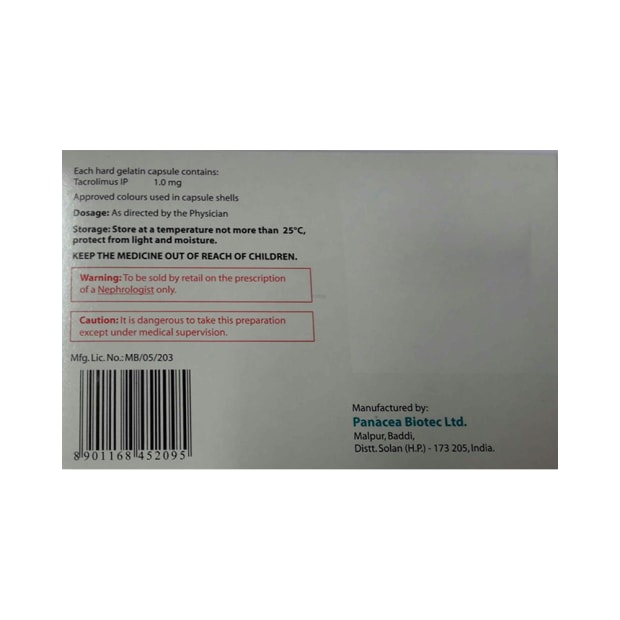 Each hard gelatin capsule contains:
Tacrolimus IP 1.0 mg
Approved colours used in capsule shells
Dosage: As directed by the Physician
Storage: Store at a temperature not more than 25°C,
protect from light and moisture.
KEEP THE MEDICINE OUT OF REACH OF CHILDREN.
Warning: To be sold by retail on the prescription
of a Nephrologist only.
Caution: It is dangerous to take this preparation
except under medical supervision.
Mfg. Lic. No.: MB/05/203
8 901168 452095
Manufactured by:
Panacea Biotec Ltd.
Malpur, Baddi,
Distt. Solan (H.P.) - 173 205, India.